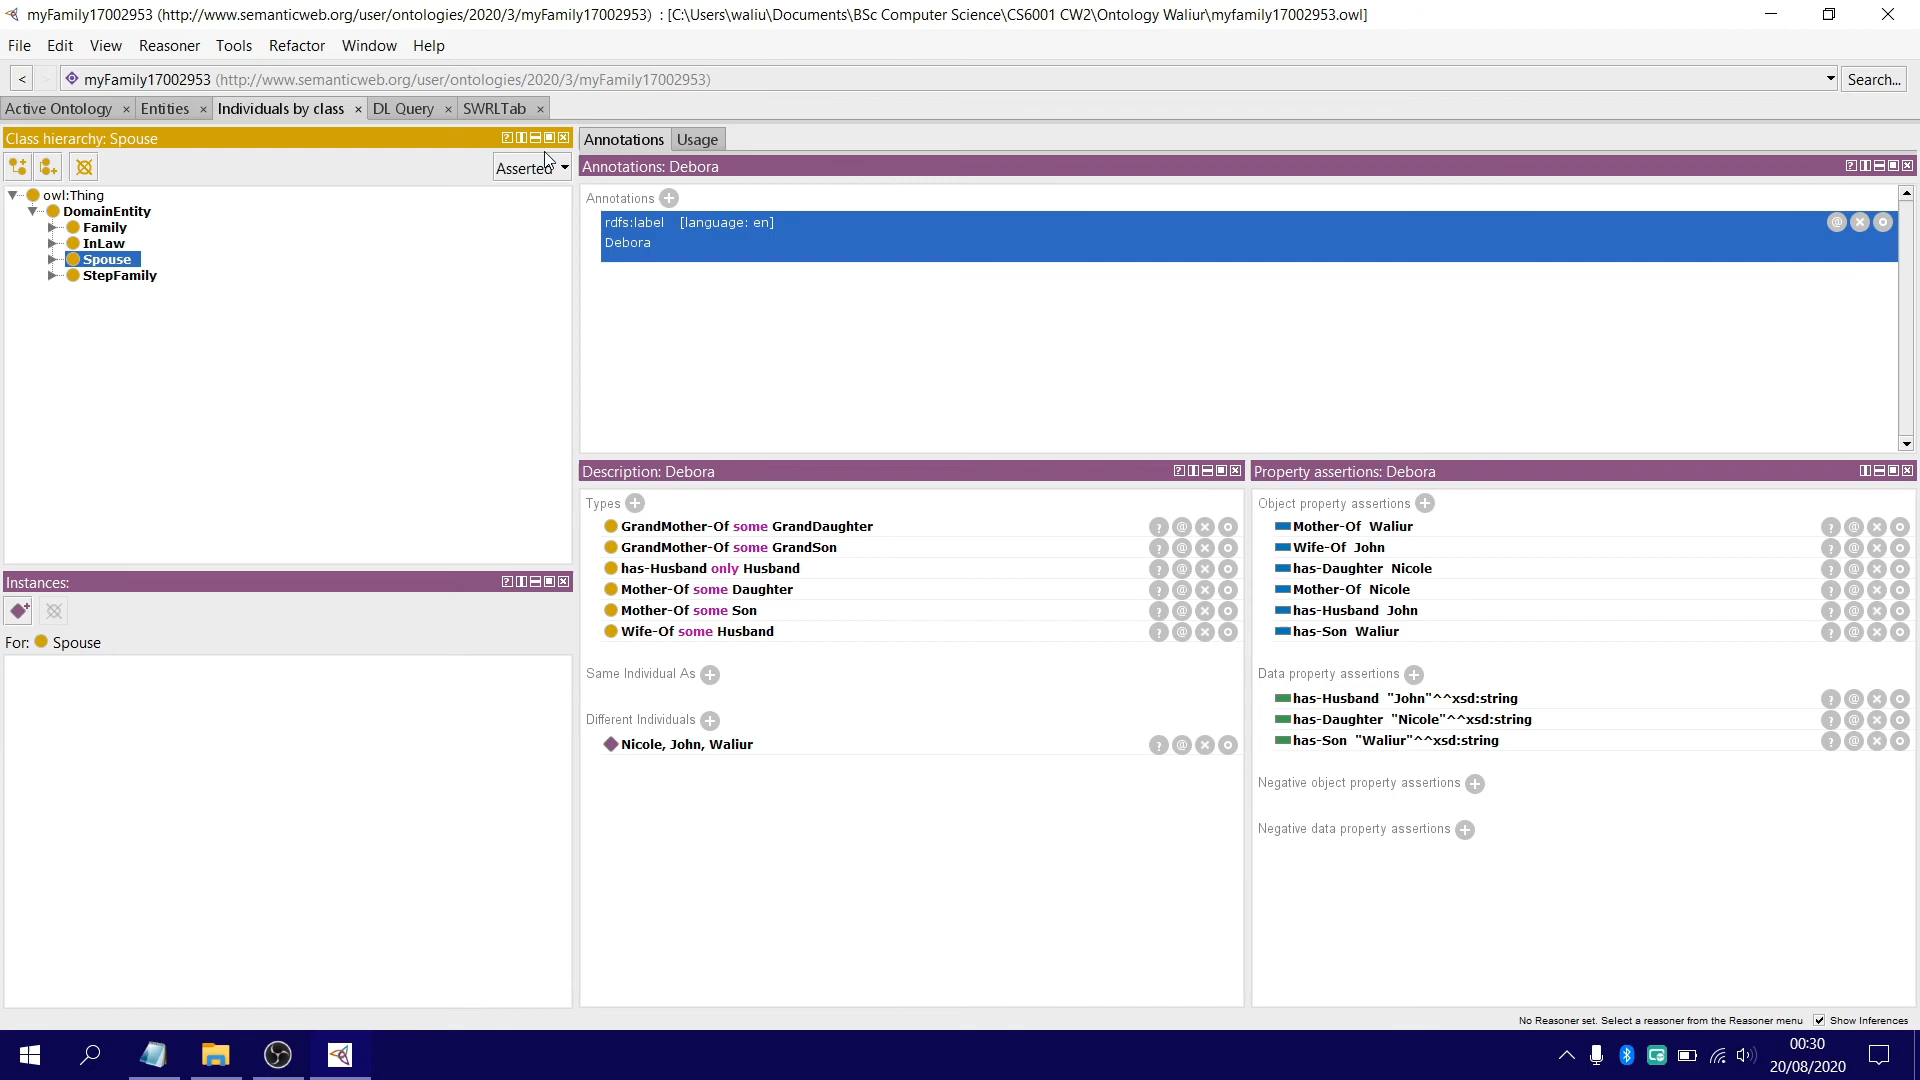 myFamily17002953 (http://www.semanticweb.org/user/ontologies/2020/3/myFamily17002953) : [C:\Users\waliu\Documents\BSc Computer Science\CS6001 CW2\Ontology Waliur\myfamily17002953.owl]
File Edit View Reasoner Tools Refactor Window Help
< > myFamily17002953 (http://www.semanticweb.org/user/ontologies/2020/3/myFamily17002953) Search...
Active Ontology × Entities × Individuals by class × DL Query × SWRLTab ×
Class hierarchy: Spouse
Asserted
owl:Thing
DomainEntity
Family
InLaw
Spouse
StepFamily
Instances:
For: Spouse
Annotations Usage
Annotations: Debora
Annotations
rdfs:label [language: en]
Debora
Description: Debora
Types
GrandMother-Of some GrandDaughter
GrandMother-Of some GrandSon
has-Husband only Husband
Mother-Of some Daughter
Mother-Of some Son
Wife-Of some Husband
Same Individual As
Different Individuals
Nicole, John, Waliur
Property assertions: Debora
Object property assertions
Mother-Of Waliur
Wife-Of John
has-Daughter Nicole
Mother-Of Nicole
has-Husband John
has-Son Waliur
Data property assertions
has-Husband "John"^^xsd:string
has-Daughter "Nicole"^^xsd:string
has-Son "Waliur"^^xsd:string
Negative object property assertions
Negative data property assertions
No Reasoner set. Select a reasoner from the Reasoner menu Show Inferences
00:30
20/08/2020